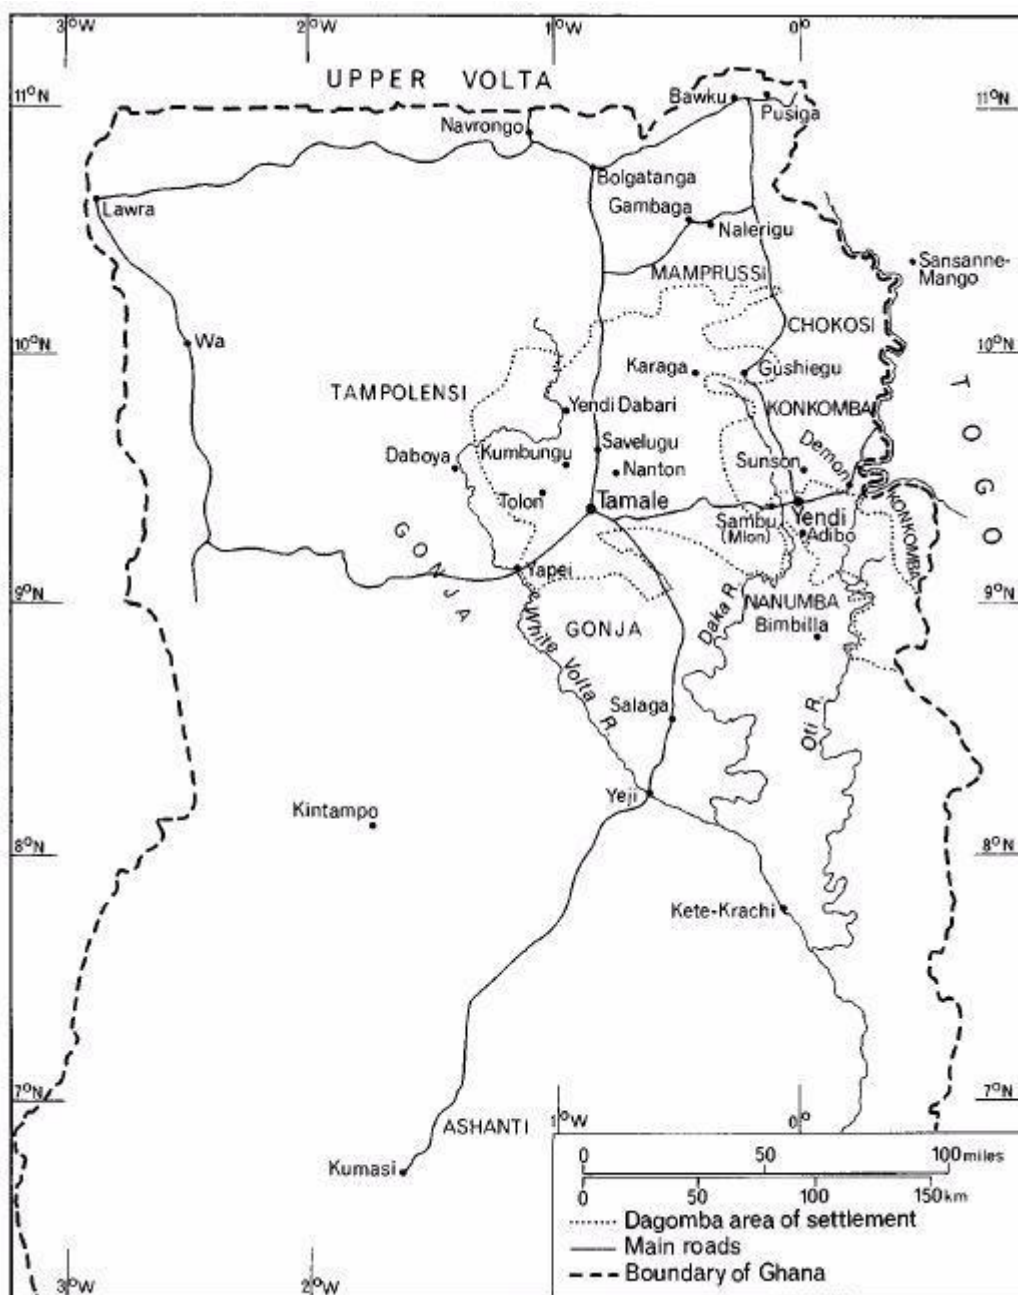 3°W
2°W
1°W
0°
UPPER VOLTA
11°N
11°N
Bawku
Pusiga
Navrongo
Bolgatanga
Gambaga
Nalerigu
Lawra
Sansanne-
Mango
MAMPRUSSI
CHOKOSI
Wa
10°N
10°N
Karaga
Gushiegu
TAMPOLENSI
Yendi Dabari
KONKOMBA
TOGO
Savelugu
Daboya
Kumbungu
Nanton
Sunson
Demon
Tolon
Tamale
Sambu
(Mion)
Yendi
Adibo
KONKOMBA
GONJA
Yapei
9°N
9°N
White Volta R.
GONJA
Daka R.
NANUMBA
Bimbilla
Salaga
Oti R.
Yeji
Kintampo
8°N
8°N
Kete-Krachi
7°N
7°N
ASHANTI
1°W
0°
Kumasi
0 50 100 miles
0 50 100 150 km
Dagomba area of settlement
Main roads
Boundary of Ghana
3°W
2°W
1°W
0°